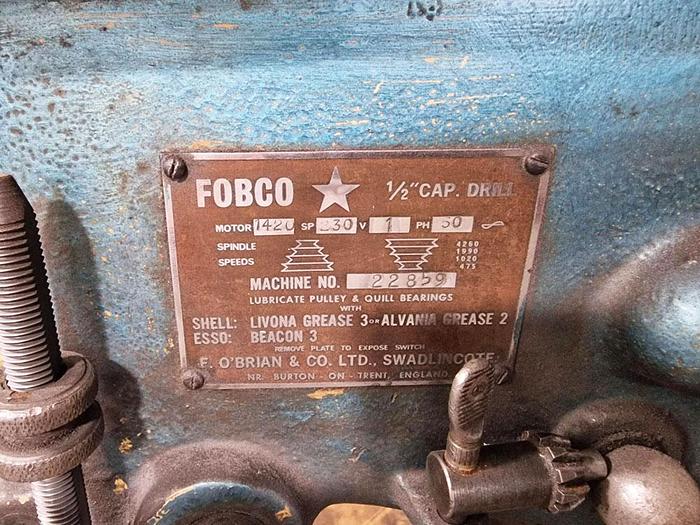 FOBCO ½" CAP. DRILL
MOTOR 1420 SP 230 V 1 PH 50
SPINDLE SPEEDS
4260
1990
1020
475
MACHINE NO. 22859
LUBRICATE PULLEY & QUILL BEARINGS
WITH
SHELL: LIVONA GREASE 3 OR ALVANIA GREASE 2
ESSO: BEACON 3
REMOVE PLATE TO EXPOSE SWITCH
F. O'BRIAN & CO. LTD., SWADLINCOTE,
NR. BURTON-ON-TRENT, ENGLAND